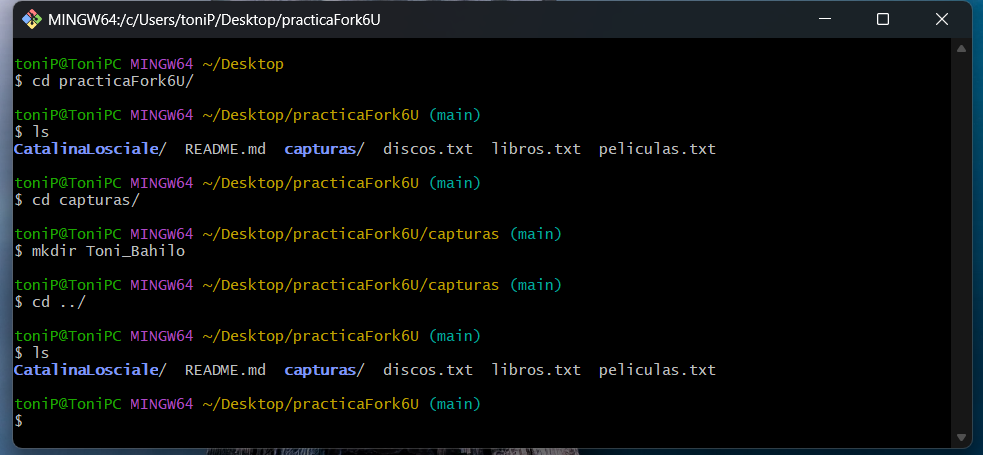 MINGW64:/c/Users/toniP/Desktop/practicaFork6U
toniP@ToniPC MINGW64 ~/Desktop
$ cd practicaFork6U/
toniP@ToniPC MINGW64 ~/Desktop/practicaFork6U (main)
$ ls
CatalinaLosciale/  README.md  capturas/  discos.txt  libros.txt  peliculas.txt
toniP@ToniPC MINGW64 ~/Desktop/practicaFork6U (main)
$ cd capturas/
toniP@ToniPC MINGW64 ~/Desktop/practicaFork6U/capturas (main)
$ mkdir Toni_Bahilo
toniP@ToniPC MINGW64 ~/Desktop/practicaFork6U/capturas (main)
$ cd ../
toniP@ToniPC MINGW64 ~/Desktop/practicaFork6U (main)
$ ls
CatalinaLosciale/  README.md  capturas/  discos.txt  libros.txt  peliculas.txt
toniP@ToniPC MINGW64 ~/Desktop/practicaFork6U (main)
$